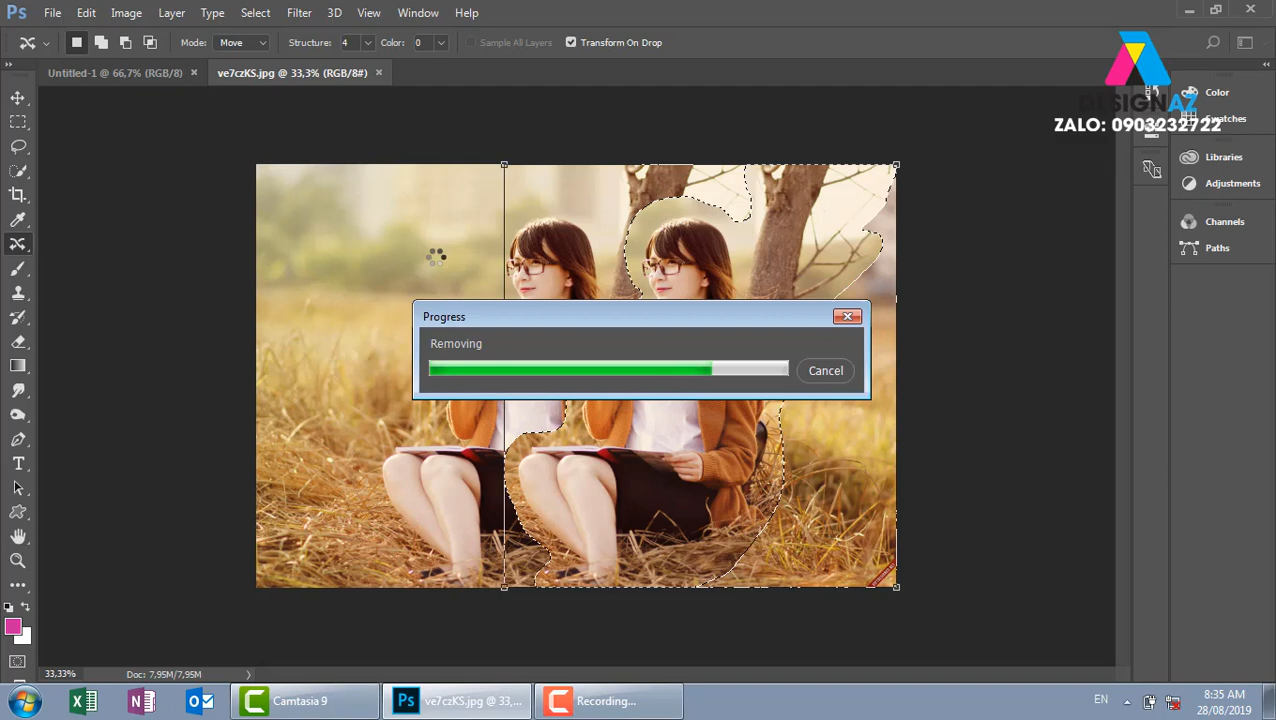 Ps File Edit Image Layer Type Select Filter 3D View Window Help
Mode: Move Structure: 4 Color: 0 Sample All Layers Transform On Drop
Untitled-1 @ 66,7% (RGB/8) × ve7czKS.jpg @ 33,3% (RGB/8#) ×
DESIGNAZ
ZALO: 0903232722
Color
Swatches
Libraries
Adjustments
Channels
Paths
Progress
Removing
Cancel
33,33% Doc: 7,95M/7,95M
Camtasia 9
Ps ve7czKS.jpg @ 33,...
Recording...
EN
8:35 AM
28/08/2019